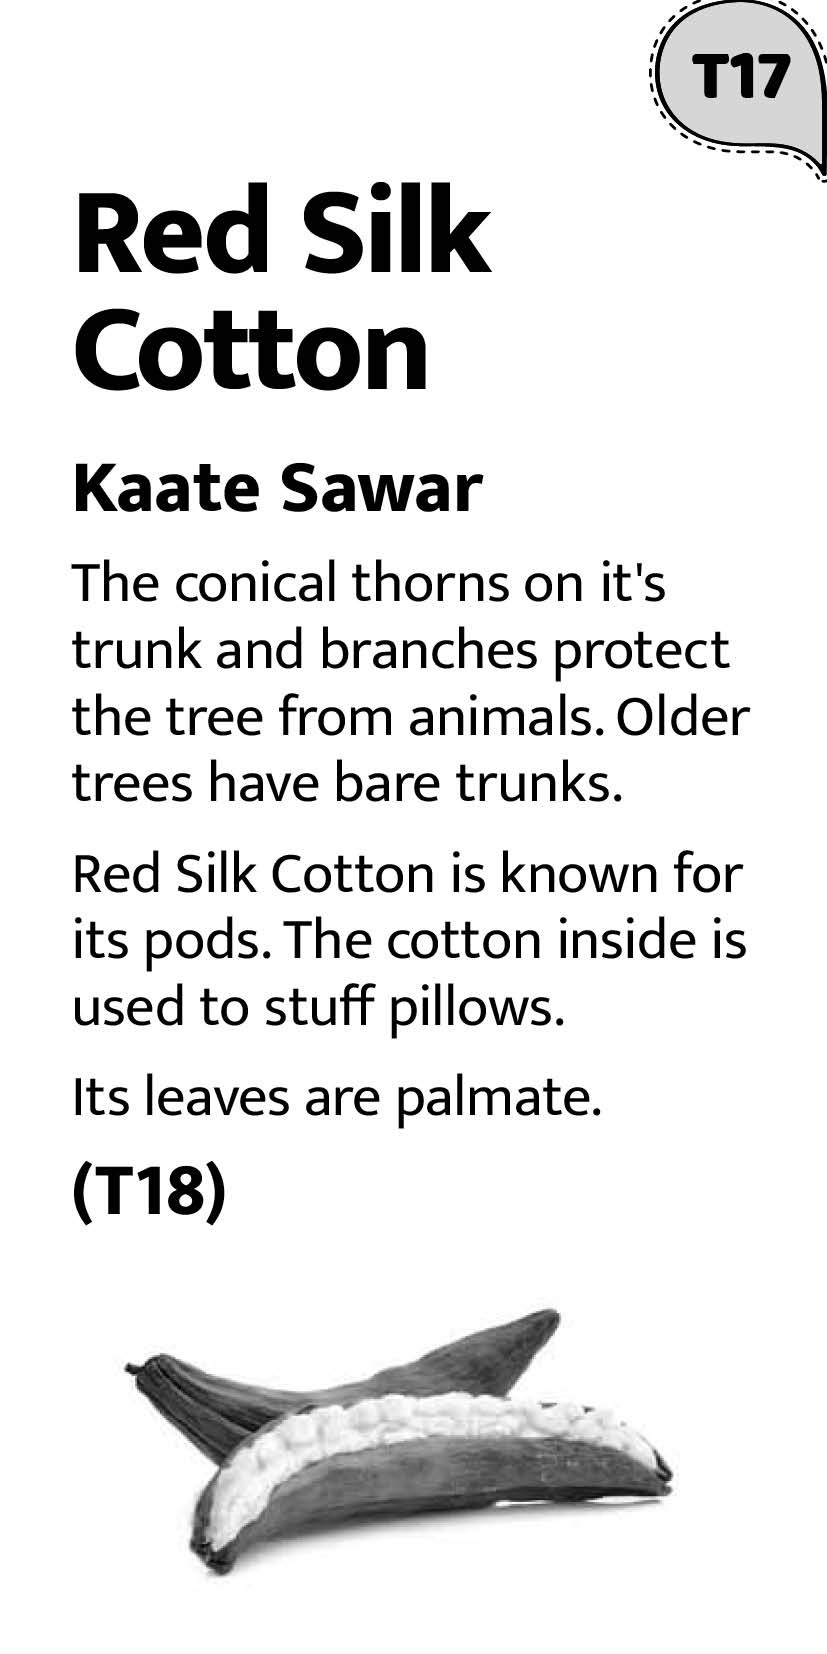 T17
Red Silk
Cotton
Kaate Sawar
The conical thorns on it's
trunk and branches protect
the tree from animals. Older
trees have bare trunks.
Red Silk Cotton is known for
its pods. The cotton inside is
used to stuff pillows.
Its leaves are palmate.
(T18)